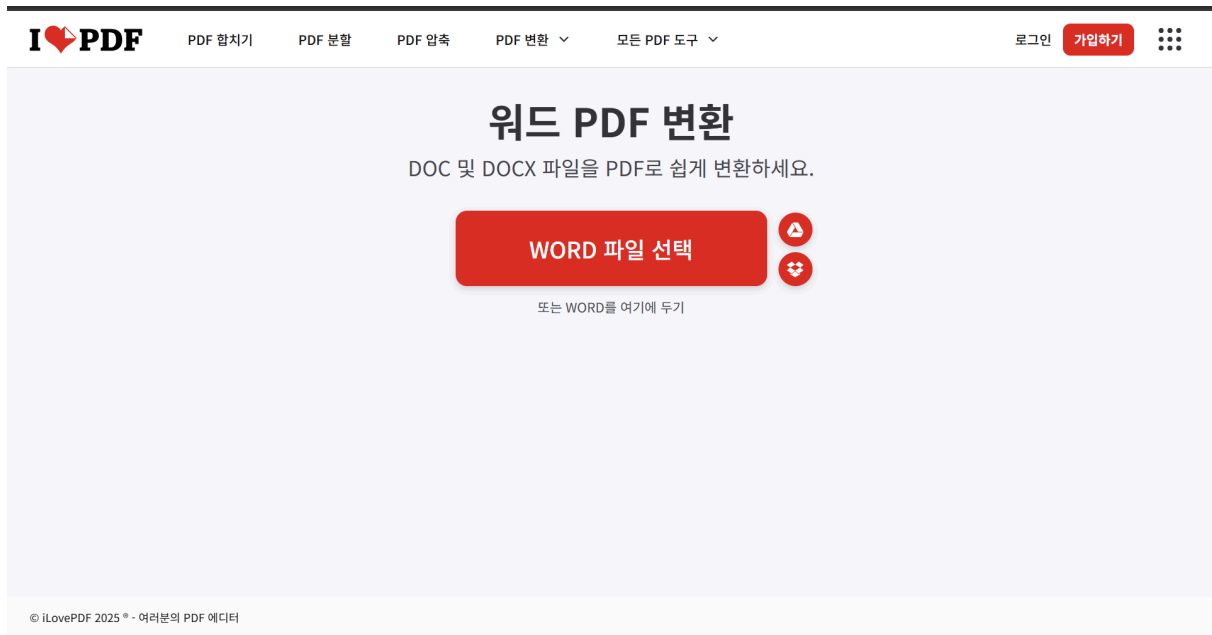 I PDF
PDF 합치기
PDF 분할
PDF 압축
PDF 변환
모든 PDF 도구
로그인
가입하기
워드 PDF 변환
DOC 및 DOCX 파일을 PDF로 쉽게 변환하세요.
WORD 파일 선택
또는 WORD를 여기에 두기
© iLovePDF 2025 ® - 여러분의 PDF 에디터